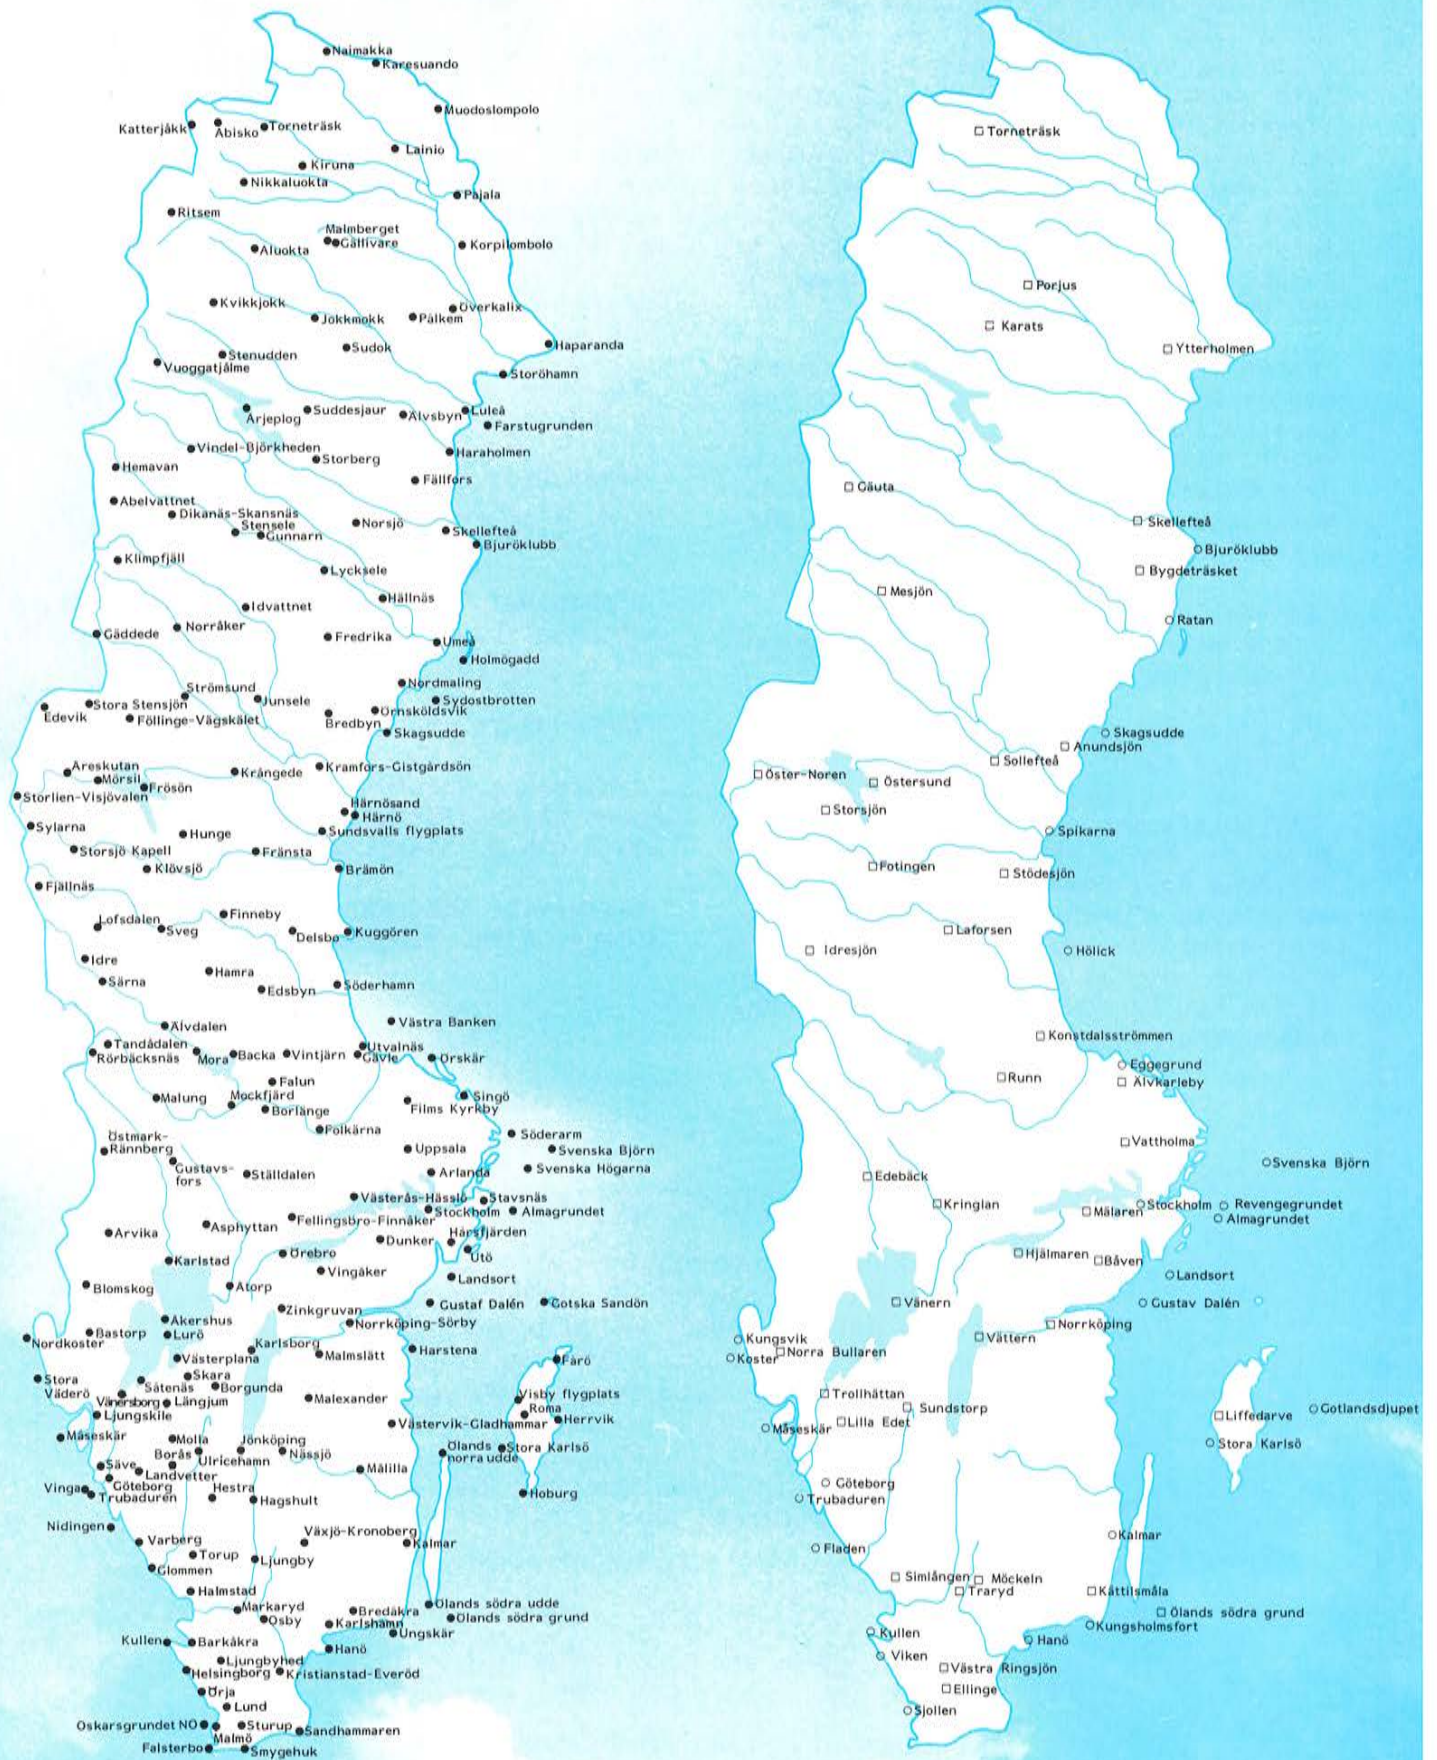 Naimakka
Karesuando
Muodoslompolo
Katterjåkk
Abisko
Torneträsk
Lainio
Kiruna
Nikkaluokta
Pajala
Ritsem
Malmberget
Gällivare
Aluokta
Korpilombolo
Kvikkjokk
Överkalix
Jokkmokk
Pålkem
Sudok
Haparanda
Stenudden
Vuoggatjålme
Storöhamn
Arjeplog
Suddesjaur
Älvsbyn
Luleå
Farstugrunden
Vindel-Björkheden
Storberg
Haraholmen
Hemavan
Fällfors
Abelvattnet
Dikanäs-Skansnäs
Stensele
Gunnarn
Norsjö
Skellefteå
Bjuröklubb
Klimpfjäll
Lycksele
Hällnäs
Idvattnet
Norråker
Gäddede
Fredrika
Umeå
Holmögadd
Nordmaling
Strömsund
Sydostbrotten
Stora Stensjön
Junsele
Örnsköldsvik
Edevik
Föllinge-Vägskälet
Bredbyn
Skagsudde
Åreskutan
Mörsil
Krångede
Kramfors-Gistgårdsön
Frösön
Storlien-Visjövalen
Härnösand
Härnö
Sylarna
Hunge
Sundsvalls flygplats
Storsjö Kapell
Fränsta
Klövsjö
Brämön
Fjällnäs
Finneby
Lofsdalen
Sveg
Delsbo
Kuggören
Idre
Hamra
Särna
Edsbyn
Söderhamn
Älvdalen
Västra Banken
Tandådalen
Utvalnäs
Rörbäcksnäs
Mora
Backa
Vintjärn
Gävle
Örskär
Falun
Malung
Mockfjärd
Singö
Borlänge
Films Kyrkby
Folkärna
Söderarm
Östmark-
Rännberg
Uppsala
Svenska Björn
Gustavs-
fors
Ställdalen
Arlanda
Svenska Högarna
Västerås-Hässlö
Stavsnäs
Stockholm
Almagrundet
Fellingsbro-Finnåker
Asphyttan
Arvika
Dunker
Hårsfjärden
Karlstad
Örebro
Utö
Vingåker
Landsort
Blomskog
Åtorp
Gustaf Dalén
Gotska Sandön
Zinkgruvan
Åkershus
Norrköping-Sörby
Bastorp
Lurö
Nordkoster
Karlsborg
Harstena
Västerplana
Malmslätt
Fårö
Skara
Stora
Väderö
Såtenäs
Borgunda
Visby flygplats
Vänersborg
Långjum
Malexander
Roma
Ljungskile
Västervik-Gladhammar
Herrvik
Måseskär
Molla
Jönköping
Ölands
norra udde
Stora Karlsö
Borås
Ulricehamn
Nässjö
Säve
Landvetter
Målilla
Göteborg
Hestra
Vinga
Trubaduren
Hagshult
Hoburg
Nidingen
Växjö-Kronoberg
Varberg
Kalmar
Torup
Ljungby
Glommen
Halmstad
Markaryd
Bredåkra
Ölands södra udde
Osby
Karlshamn
Ölands södra grund
Ungskär
Kullen
Barkåkra
Hanö
Ljungbyhed
Helsingborg
Kristianstad-Everöd
Örja
Lund
Oskarsgrundet NO
Sturup
Sandhammaren
Malmö
Falsterbo
Smygehuk
Torneträsk
Porjus
Karats
Ytterholmen
Gäuta
Skellefteå
Bjuröklubb
Bygdeträsket
Mesjön
Ratan
Skagsudde
Anundsjön
Sollefteå
Öster-Noren
Östersund
Storsjön
Spikarna
Fotingen
Stödesjön
Laforsen
Idresjön
Hölick
Konstdalsströmmen
Eggegrund
Runn
Älvkarleby
Vattholma
Svenska Björn
Edebäck
Kringlan
Stockholm
Revengegrundet
Mälaren
Almagrundet
Hjälmaren
Båven
Landsort
Vänern
Gustav Dalén
Norrköping
Kungsvik
Vättern
Koster
Norra Bullaren
Trollhättan
Sundstorp
Gotlandsdjupet
Liffedarve
Måseskär
Lilla Edet
Stora Karlsö
Göteborg
Trubaduren
Kalmar
Fladen
Simlången
Möckeln
Traryd
Kättilsmåla
Ölands södra grund
Kungsholmsfort
Kullen
Hanö
Viken
Västra Ringsjön
Ellinge
Sjollen